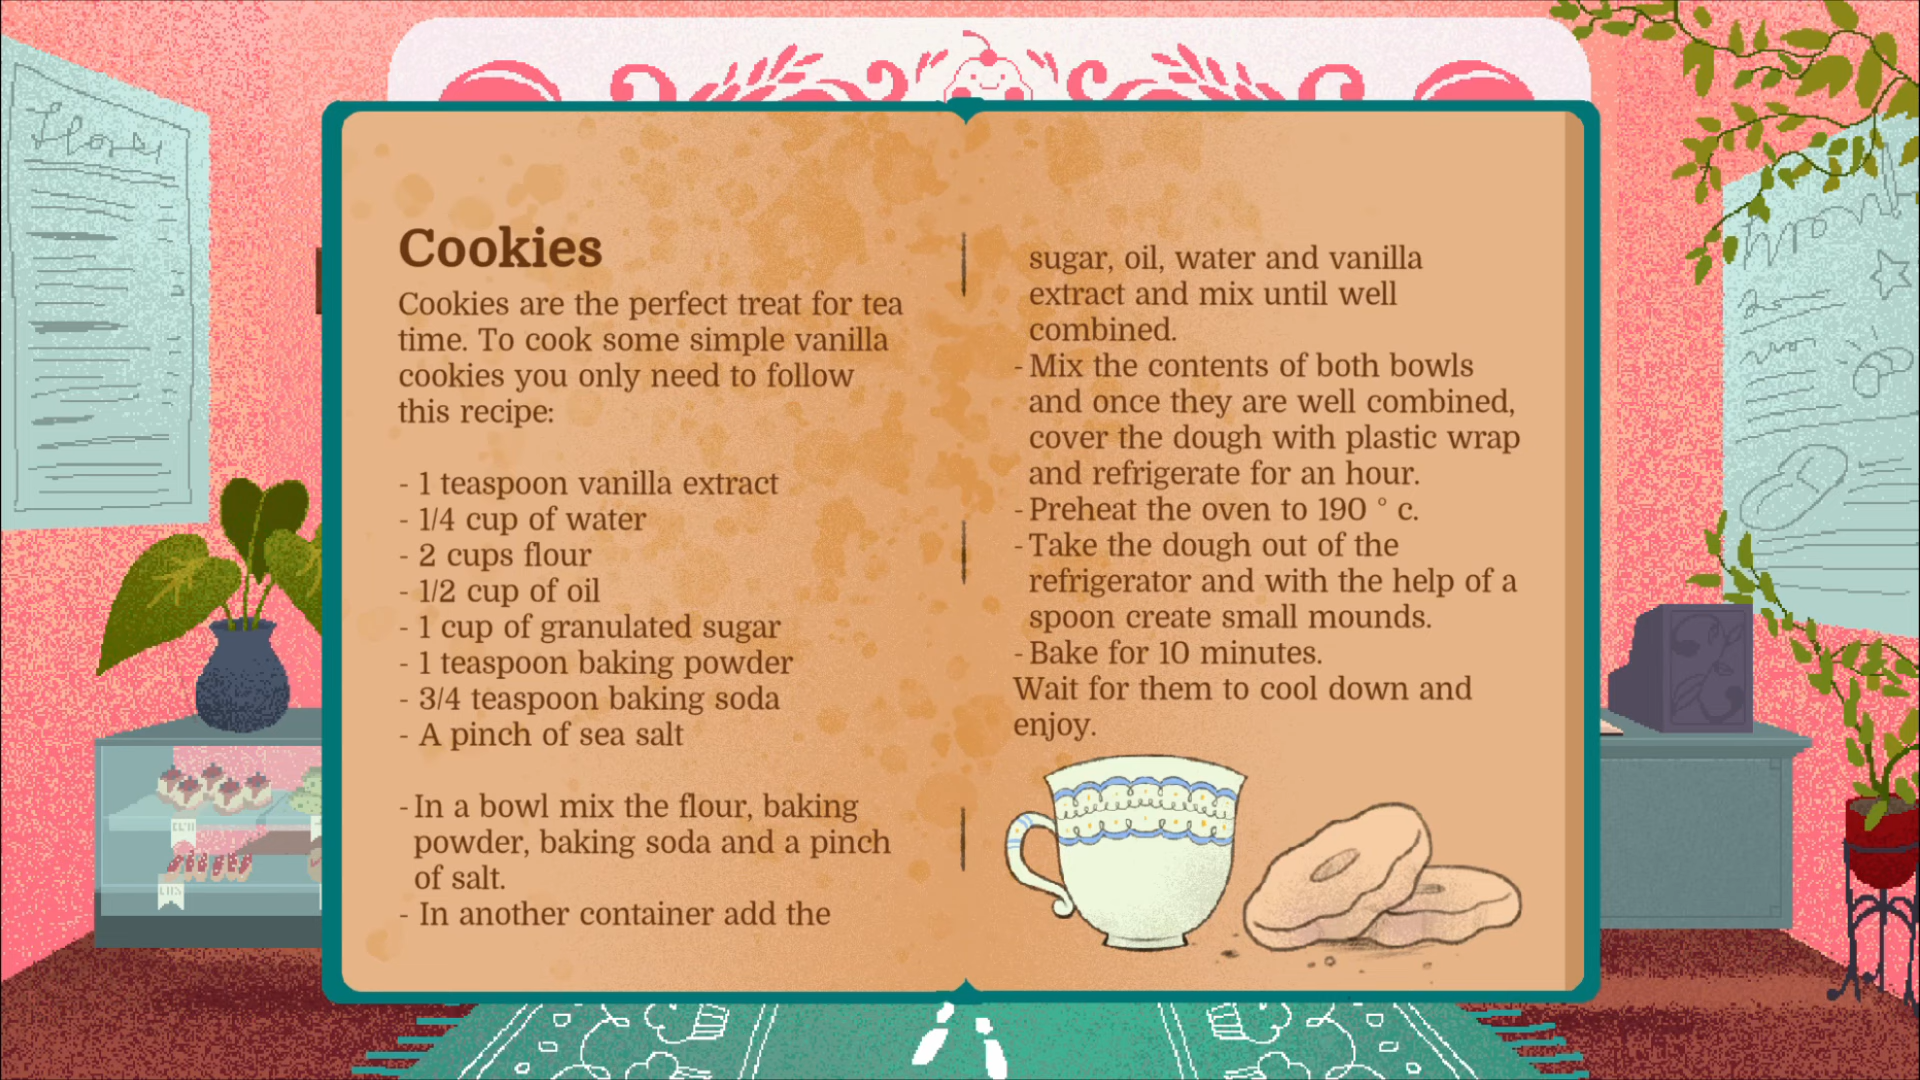 Cookies
Cookies are the perfect treat for tea
time. To cook some simple vanilla
cookies you only need to follow
this recipe:
- 1 teaspoon vanilla extract
- 1/4 cup of water
- 2 cups flour
- 1/2 cup of oil
- 1 cup of granulated sugar
- 1 teaspoon baking powder
- 3/4 teaspoon baking soda
- A pinch of sea salt
- In a bowl mix the flour, baking
powder, baking soda and a pinch
of salt.
- In another container add the
sugar, oil, water and vanilla
extract and mix until well
combined.
- Mix the contents of both bowls
and once they are well combined,
cover the dough with plastic wrap
and refrigerate for an hour.
- Preheat the oven to 190 ° c.
- Take the dough out of the
refrigerator and with the help of a
spoon create small mounds.
- Bake for 10 minutes.
Wait for them to cool down and
enjoy.